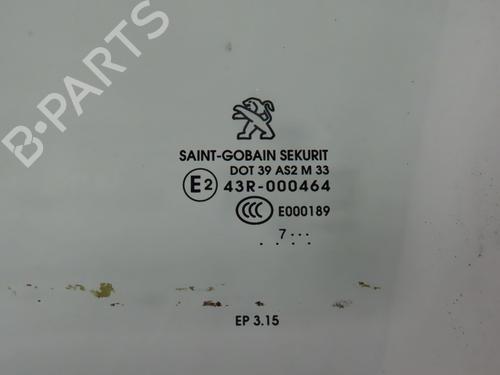 B-PARTS
SAINT-GOBAIN SEKURIT
DOT 39 AS2 M 33
E2 43R-000464
CCC E000189
7 ...
. . . .
EP 3.15